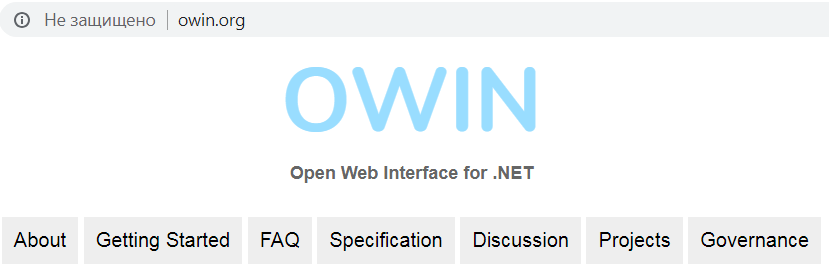 Не защищено owin.org
OWIN
Open Web Interface for .NET
About Getting Started FAQ Specification Discussion Projects Governance